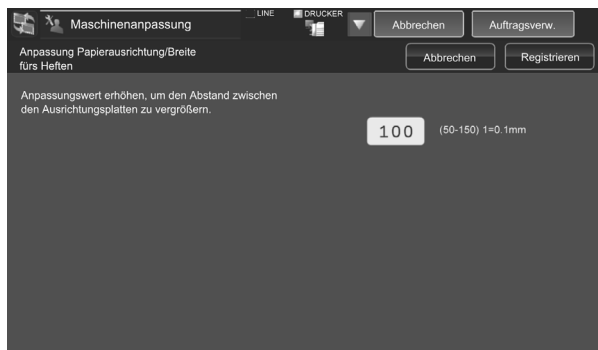 Maschinenanpassung
LINE
DRUCKER
Abbrechen
Auftragsverw.
Anpassung Papierausrichtung/Breite
fürs Heften
Abbrechen
Registrieren
Anpassungswert erhöhen, um den Abstand zwischen
den Ausrichtungsplatten zu vergrößern.
100
(50-150) 1=0.1mm